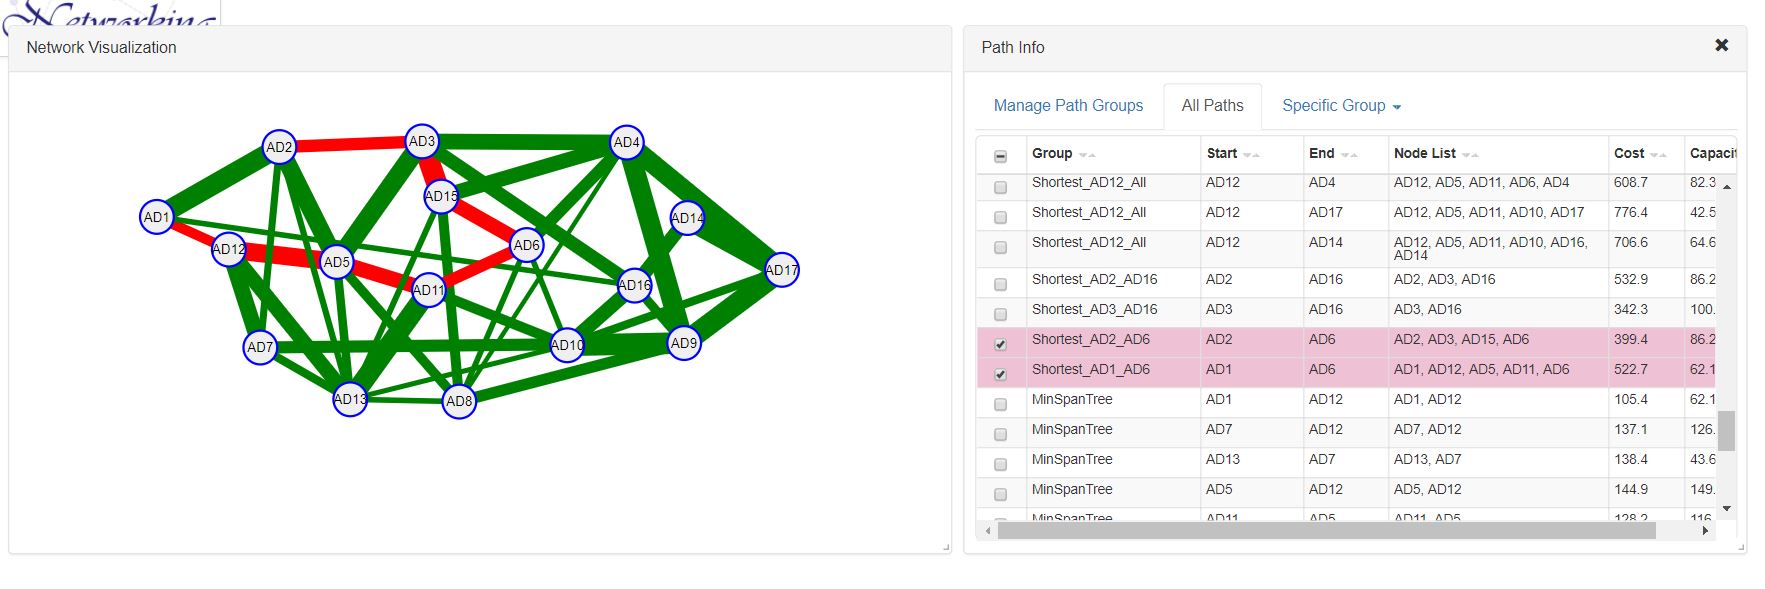 Networking
Network Visualization
AD2
AD3
AD4
AD15
AD1
AD14
AD12
AD6
AD5
AD17
AD11
AD16
AD7
AD10
AD9
AD13
AD8
Path Info
Manage Path Groups All Paths Specific Group
Group Start End Node List Cost Capacit
Shortest_AD12_All AD12 AD4 AD12, AD5, AD11, AD6, AD4 608.7 82.3
Shortest_AD12_All AD12 AD17 AD12, AD5, AD11, AD10, AD17 776.4 42.5
Shortest_AD12_All AD12 AD14 AD12, AD5, AD11, AD10, AD16, 706.6 64.6
AD14
Shortest_AD2_AD16 AD2 AD16 AD2, AD3, AD16 532.9 86.2
Shortest_AD3_AD16 AD3 AD16 AD3, AD16 342.3 100.
Shortest_AD2_AD6 AD2 AD6 AD2, AD3, AD15, AD6 399.4 86.2
Shortest_AD1_AD6 AD1 AD6 AD1, AD12, AD5, AD11, AD6 522.7 62.1
MinSpanTree AD1 AD12 AD1, AD12 105.4 62.1
MinSpanTree AD7 AD12 AD7, AD12 137.1 126.
MinSpanTree AD13 AD7 AD13, AD7 138.4 43.6
MinSpanTree AD5 AD12 AD5, AD12 144.9 149.
MinSpanTree AD11 AD5 AD11, AD5 128.2 116